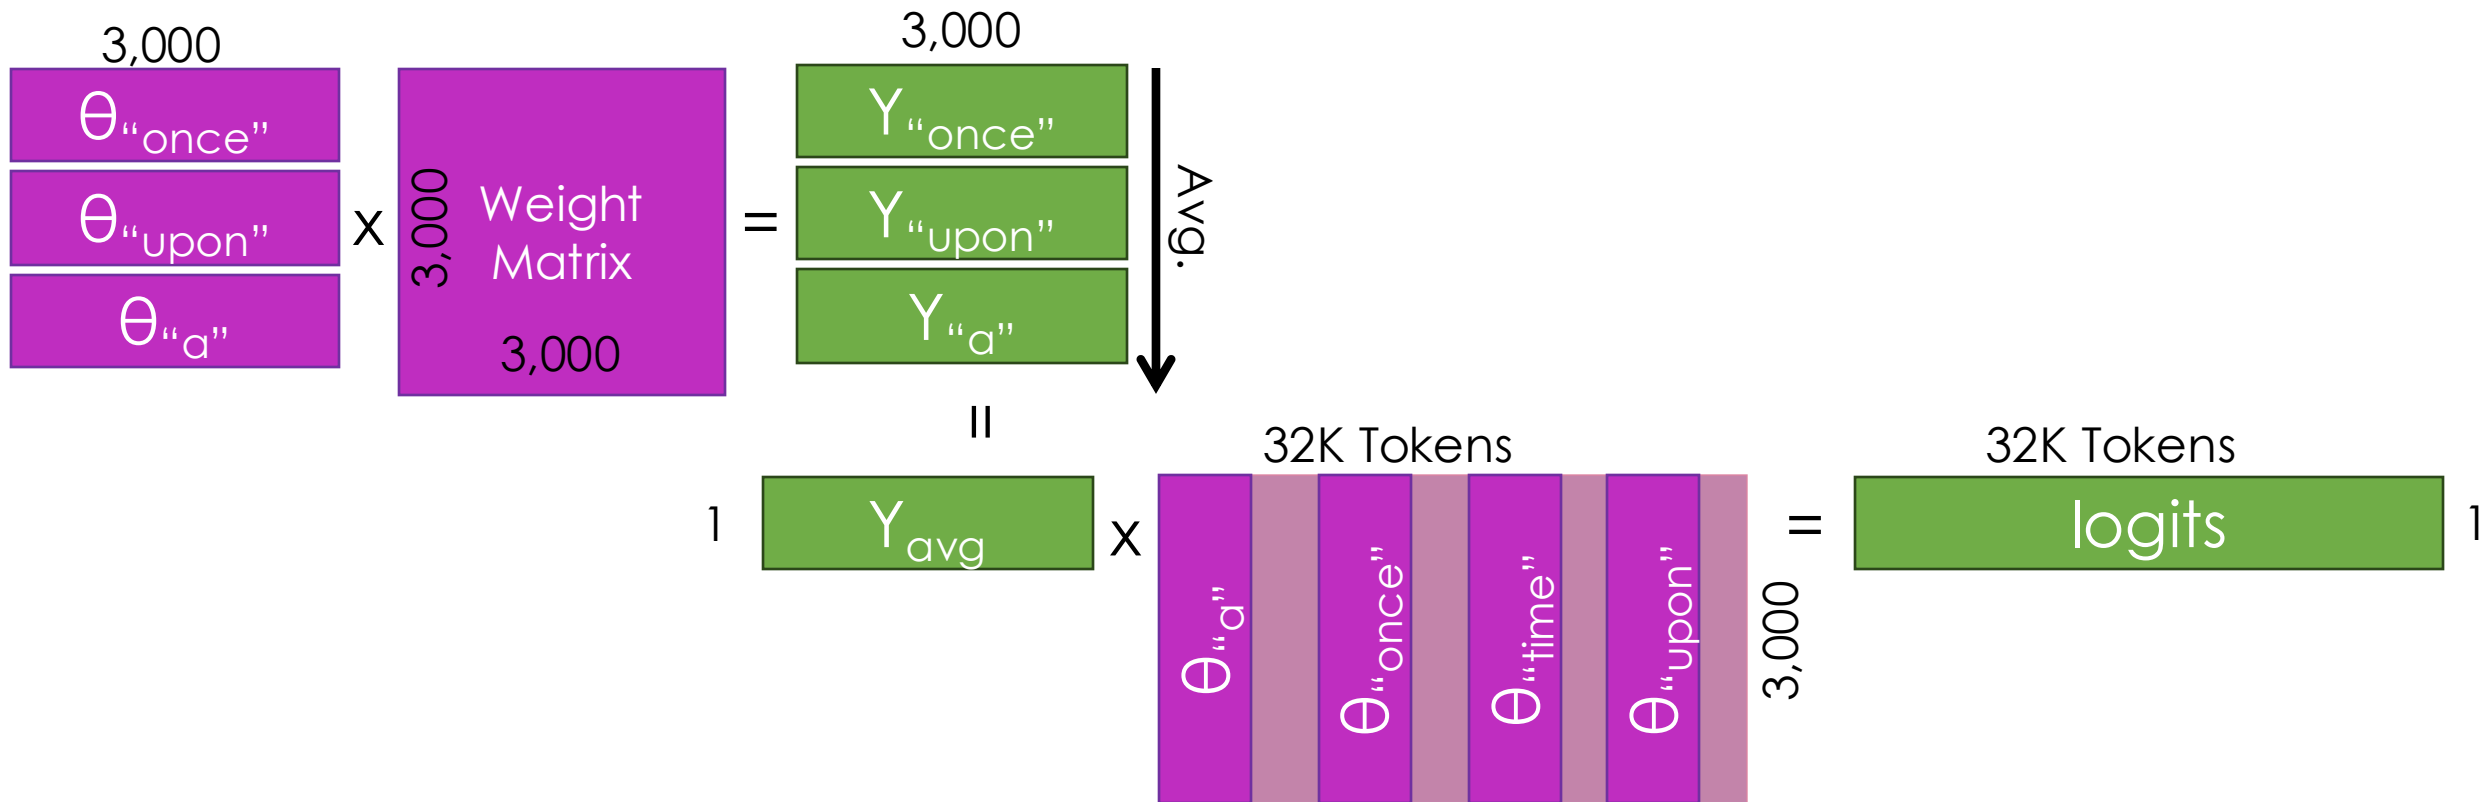 3,000
θ“once”
θ“upon”
θ“a”
x
3,000
Weight
Matrix
3,000
=
3,000
Y“once”
Y“upon”
Y“a”
Avg.
=
1
Yavg
x
32K Tokens
θ“a”
θ“once”
θ“time”
θ“upon”
3,000
=
32K Tokens
logits
1